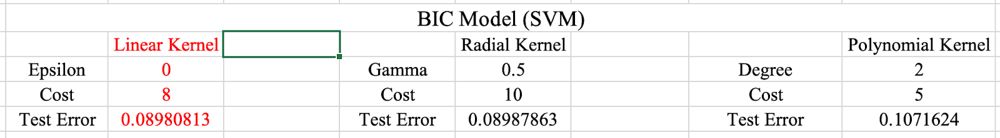 BIC Model (SVM)
Linear Kernel Radial Kernel Polynomial Kernel
Epsilon 0 Gamma 0.5 Degree 2
Cost 8 Cost 10 Cost 5
Test Error 0.08980813 Test Error 0.08987863 Test Error 0.1071624